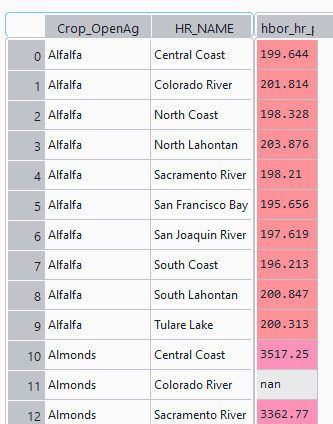 Crop_OpenAg HR_NAME hbor_hr_p
0 Alfalfa Central Coast 199.644
1 Alfalfa Colorado River 201.814
2 Alfalfa North Coast 198.328
3 Alfalfa North Lahontan 203.876
4 Alfalfa Sacramento River 198.21
5 Alfalfa San Francisco Bay 195.656
6 Alfalfa San Joaquin River 197.619
7 Alfalfa South Coast 196.213
8 Alfalfa South Lahontan 200.847
9 Alfalfa Tulare Lake 200.313
10 Almonds Central Coast 3517.25
11 Almonds Colorado River nan
12 Almonds Sacramento River 3362.77